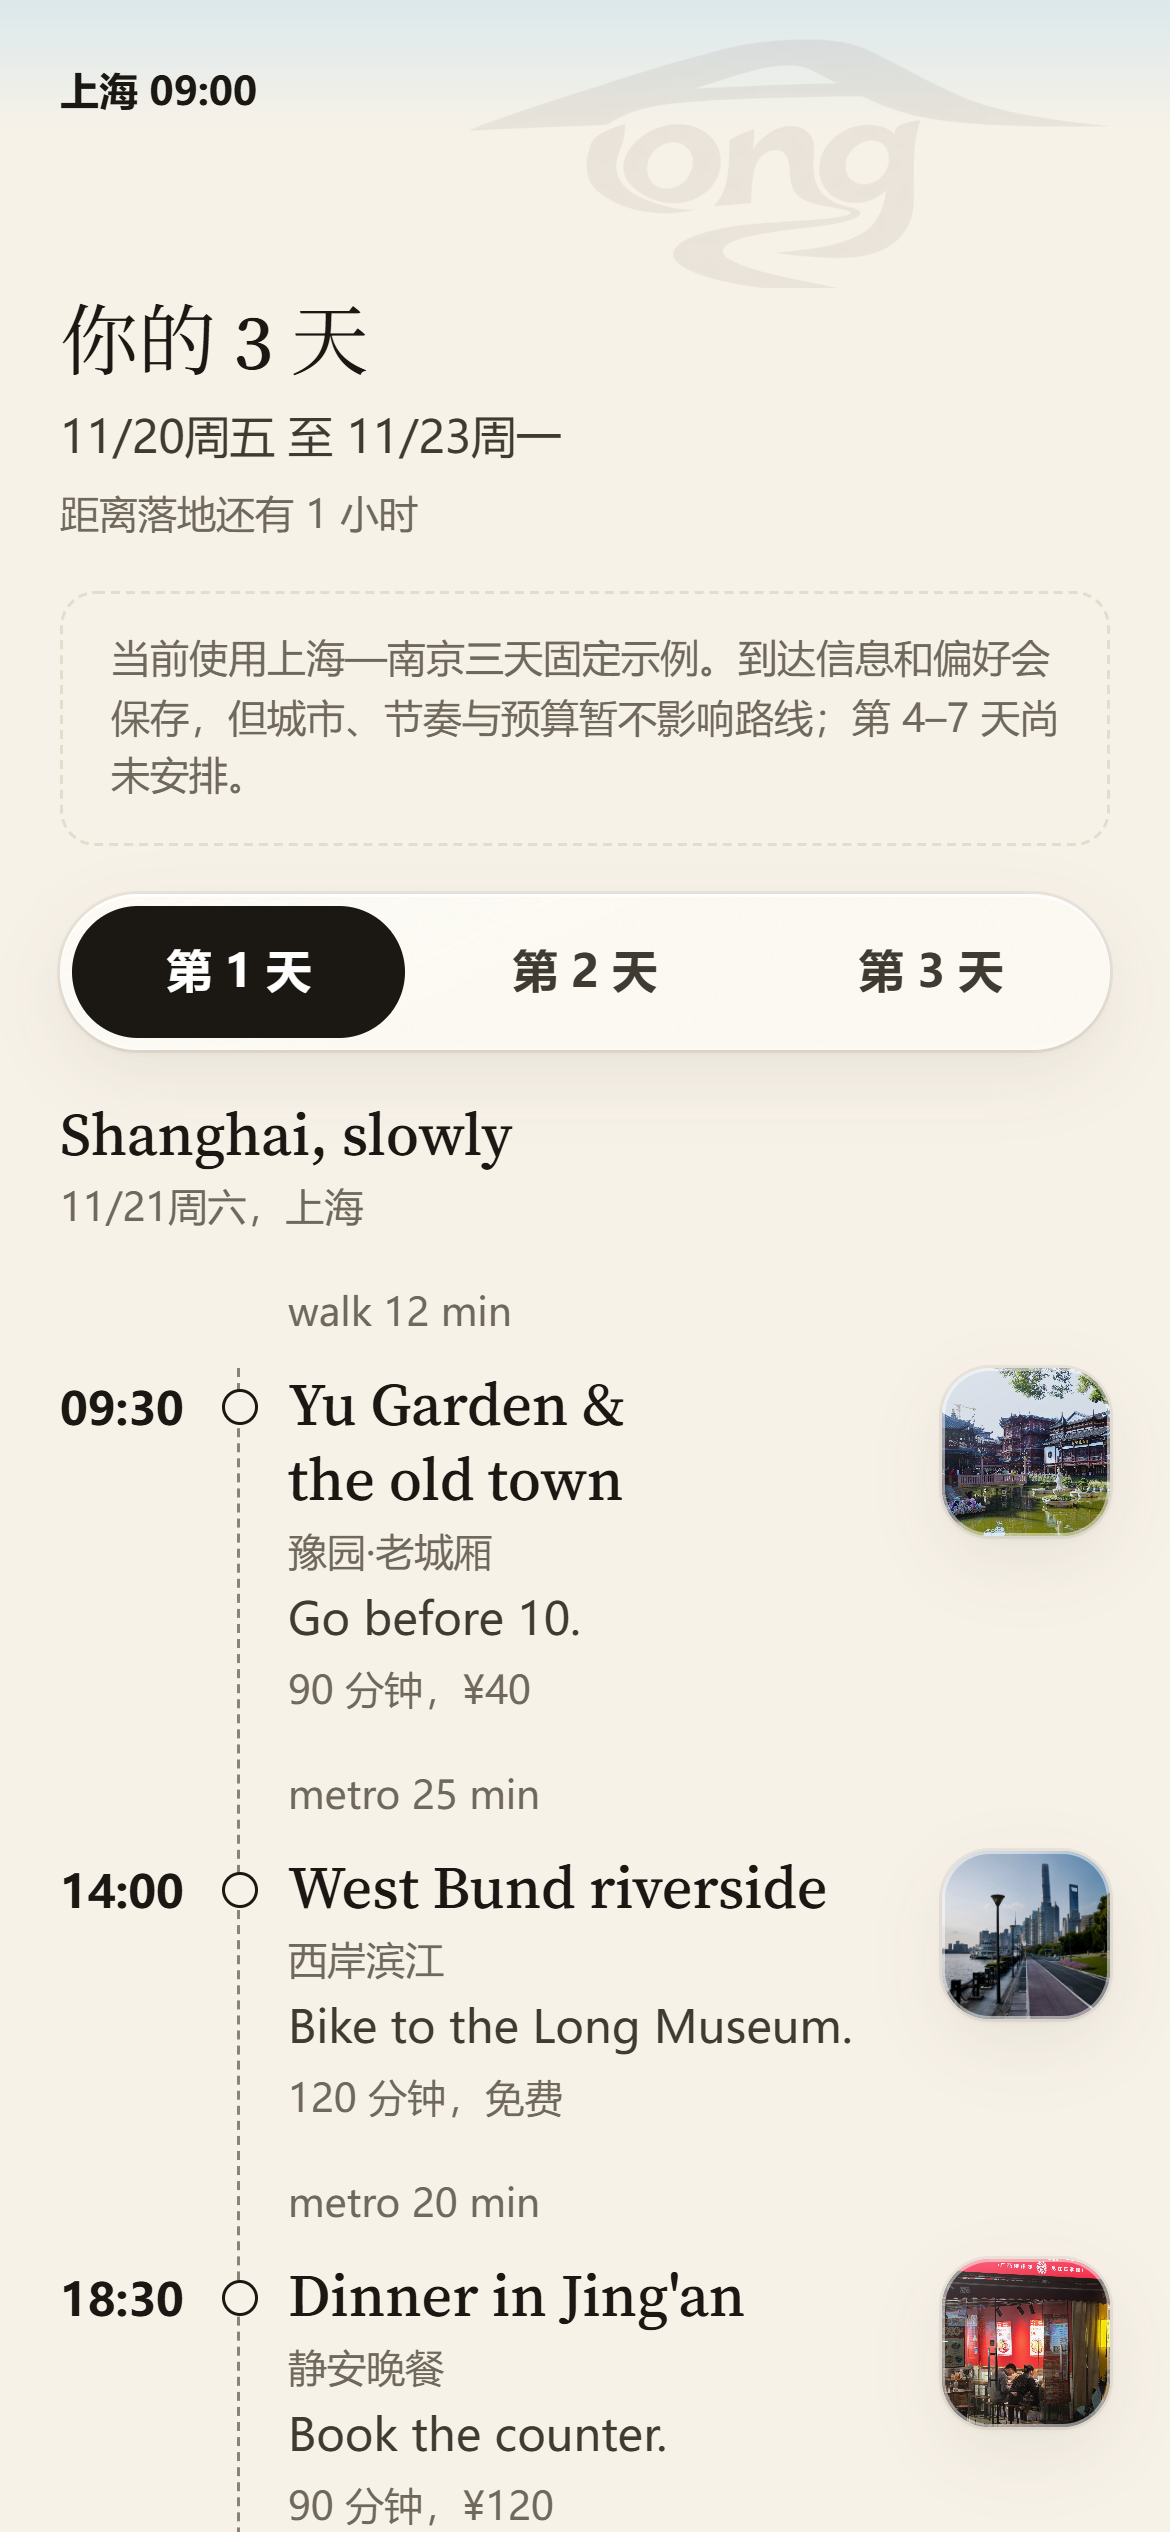 上海 09:00
Long
你的 3 天
11/20周五 至 11/23周一
距离落地还有 1 小时
当前使用上海—南京三天固定示例。到达信息和偏好会
保存，但城市、节奏与预算暂不影响路线；第 4–7 天尚
未安排。
第 1 天
第 2 天
第 3 天
Shanghai, slowly
11/21周六，上海
walk 12 min
09:30
Yu Garden &
the old town
豫园·老城厢
Go before 10.
90 分钟，¥40
metro 25 min
14:00
West Bund riverside
西岸滨江
Bike to the Long Museum.
120 分钟，免费
metro 20 min
18:30
Dinner in Jing'an
静安晚餐
Book the counter.
90 分钟，¥120